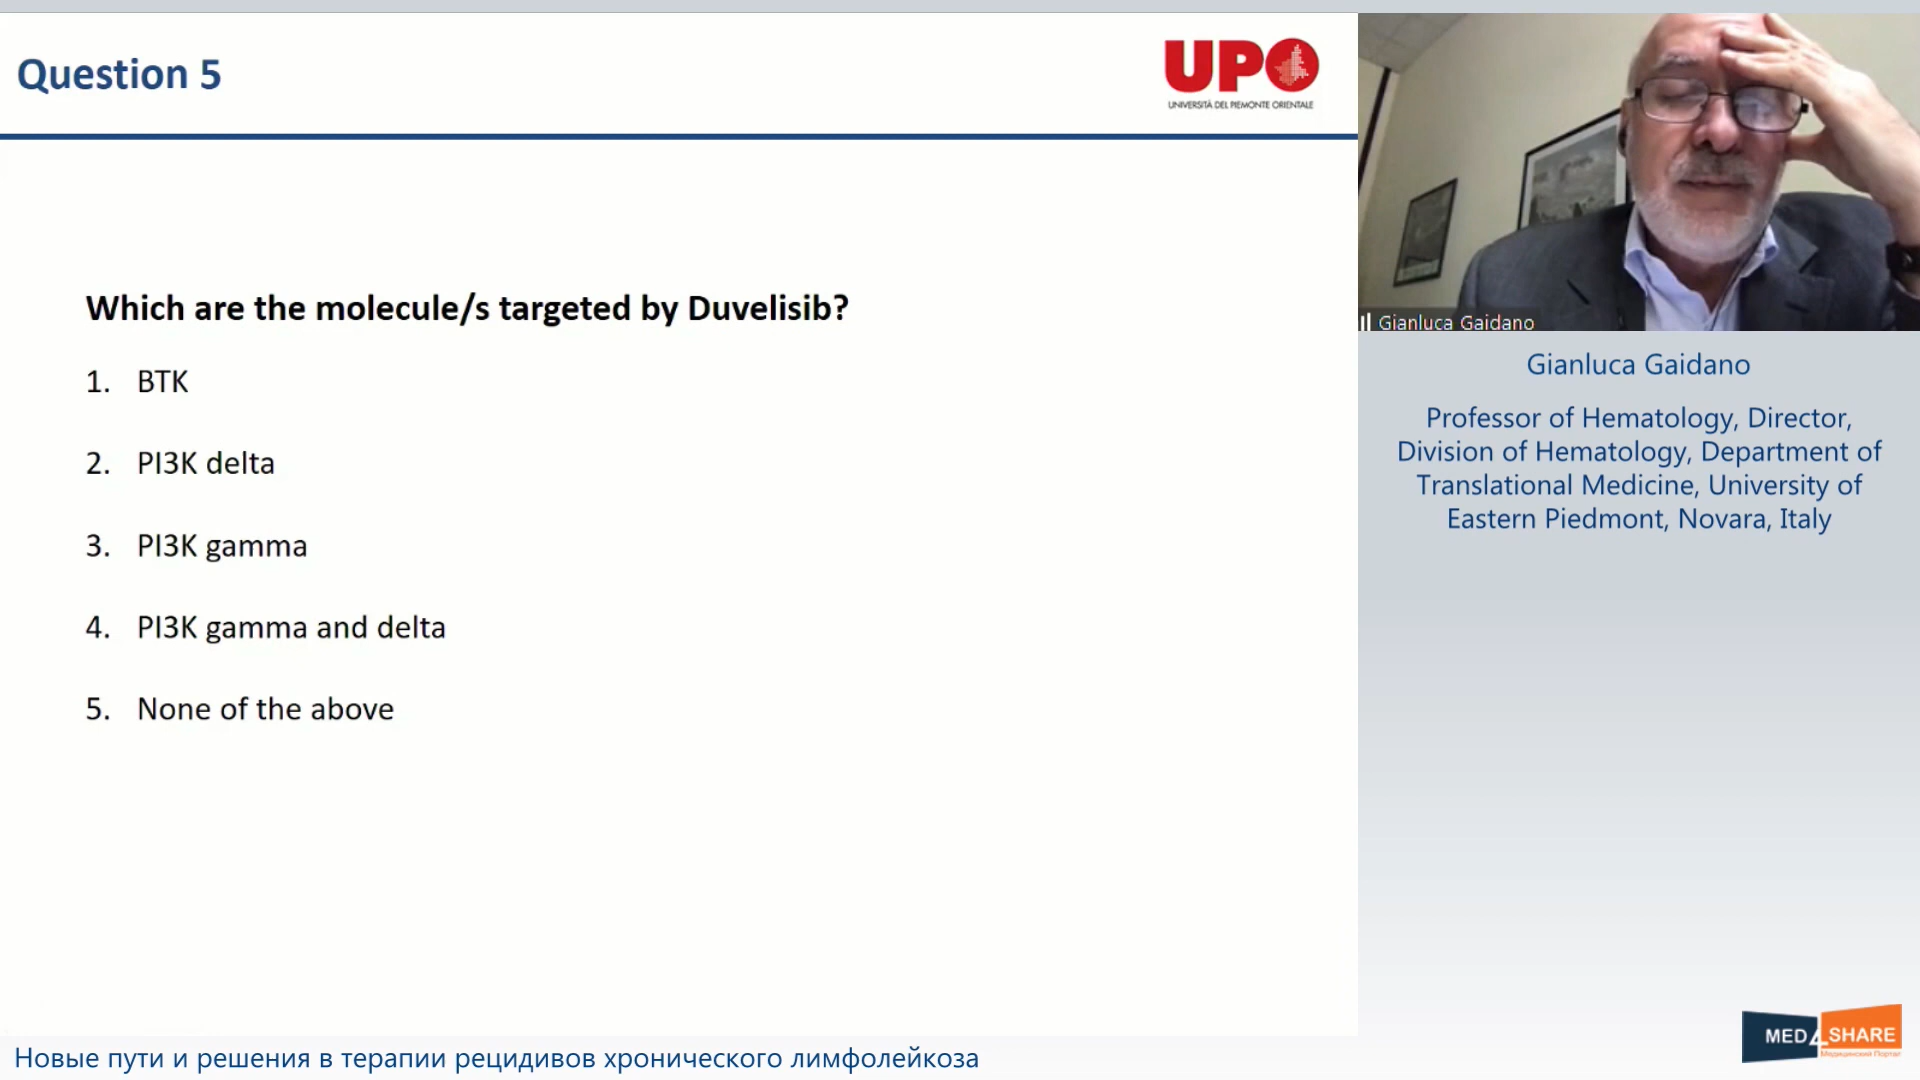 Question 5
UPO
UNIVERSITÀ DEL PIEMONTE ORIENTALE
Which are the molecule/s targeted by Duvelisib?
1. BTK
2. PI3K delta
3. PI3K gamma
4. PI3K gamma and delta
5. None of the above
Gianluca Gaidano
Gianluca Gaidano
Professor of Hematology, Director,
Division of Hematology, Department of
Translational Medicine, University of
Eastern Piedmont, Novara, Italy
MED4SHARE
Медицинский Портал
Новые пути и решения в терапии рецидивов хронического лимфолейкоза